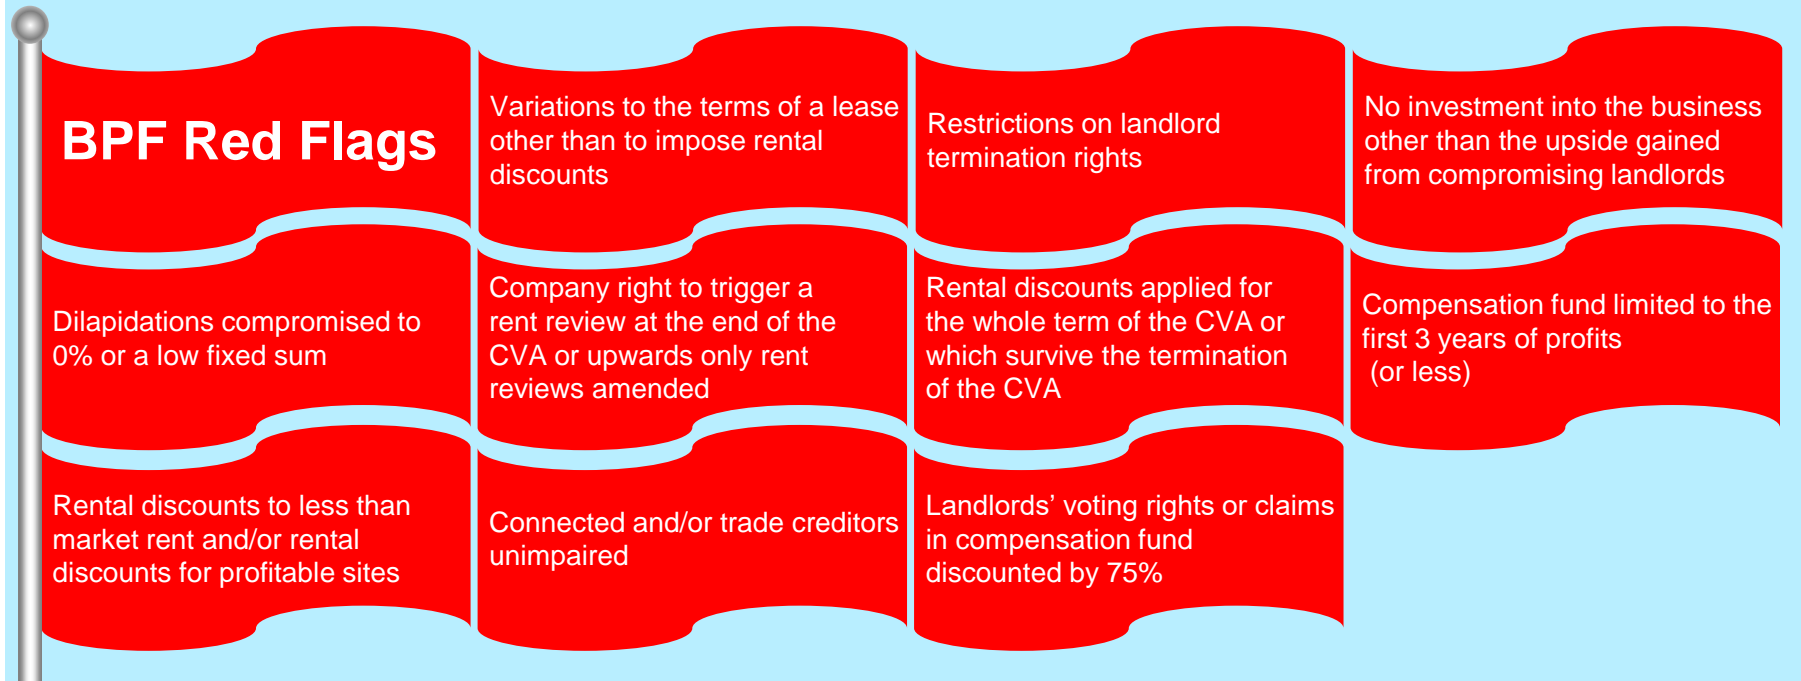 BPF Red Flags
Variations to the terms of a lease
other than to impose rental
discounts
Restrictions on landlord
termination rights
No investment into the business
other than the upside gained
from compromising landlords
Dilapidations compromised to
0% or a low fixed sum
Company right to trigger a
rent review at the end of the
CVA or upwards only rent
reviews amended
Rental discounts applied for
the whole term of the CVA or
which survive the termination
of the CVA
Compensation fund limited to the
first 3 years of profits
(or less)
Rental discounts to less than
market rent and/or rental
discounts for profitable sites
Connected and/or trade creditors
unimpaired
Landlords’ voting rights or claims
in compensation fund
discounted by 75%